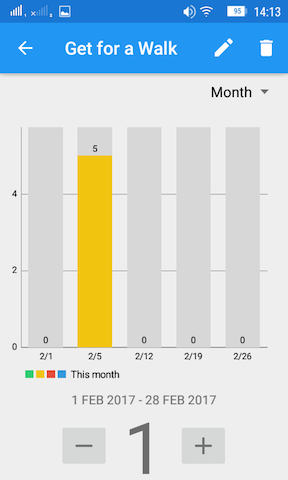 95 14:13
Get for a Walk
Month
5
4
2
0
0 0 0 0
2/1 2/5 2/12 2/19 2/26
This month
1 FEB 2017 - 28 FEB 2017
− 1 +